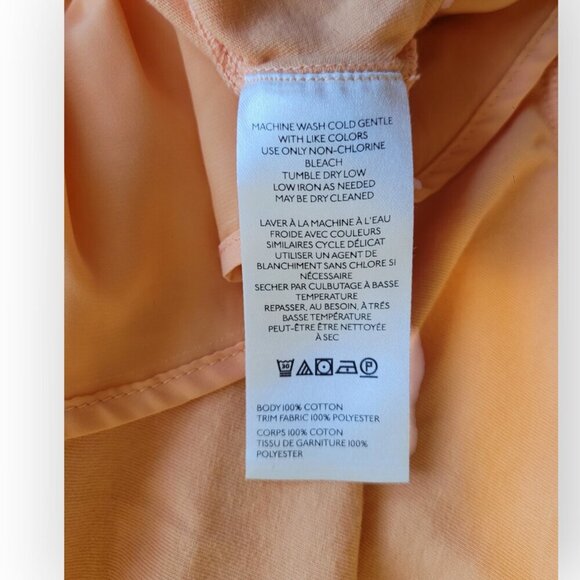 MACHINE WASH COLD GENTLE
WITH LIKE COLORS
USE ONLY NON-CHLORINE
BLEACH
TUMBLE DRY LOW
LOW IRON AS NEEDED
MAY BE DRY CLEANED
LAVER À LA MACHINE À L'EAU
FROIDE AVEC COULEURS
SIMILAIRES CYCLE DÉLICAT
UTILISER UN AGENT DE
BLANCHIMENT SANS CHLORE SI
NÉCESSAIRE
SECHER PAR CULBUTAGE À BASSE
TEMPERATURE
REPASSER, AU BESOIN, À TRÉS
BASSE TEMPÉRATURE
PEUT-ÊTRE ÊTRE NETTOYÉE
À SEC
30 P
BODY 100% COTTON
TRIM FABRIC 100% POLYESTER
CORPS 100% COTON
TISSU DE GARNITURE 100%
POLYESTER